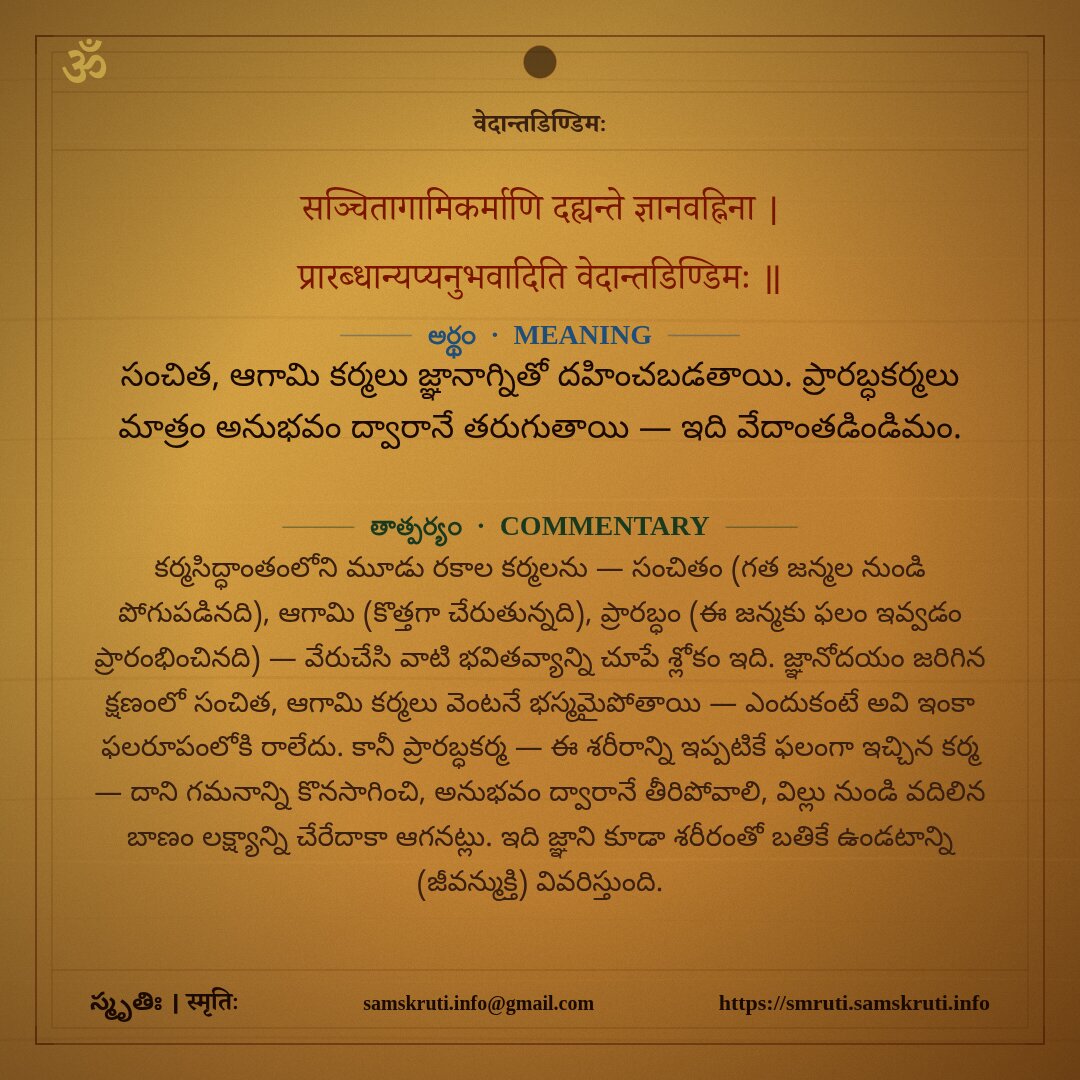 ॐ
वेदान्तडिण्डिमः
सञ्चितागामिकर्माणि दह्यन्ते ज्ञानवह्निना |
प्रारब्धान्यप्यनुभवादिति वेदान्तडिण्डिमः ||
అర్థం · MEANING
సంచిత, ఆగామి కర్మలు జ్ఞానాగ్నితో దహించబడతాయి. ప్రారబ్ధకర్మలు
మాత్రం అనుభవం ద్వారానే తరుగుతాయి — ఇది వేదాంతడిండిమం.
తాత్పర్యం · COMMENTARY
కర్మసిద్ధాంతంలోని మూడు రకాల కర్మలను — సంచితం (గత జన్మల నుండి
పోగుపడినది), ఆగామి (కొత్తగా చేరుతున్నది), ప్రారబ్ధం (ఈ జన్మకు ఫలం ఇవ్వడం
ప్రారంభించినది) — వేరుచేసి వాటి భవితవ్యాన్ని చూపే శ్లోకం ఇది. జ్ఞానోదయం జరిగిన
క్షణంలో సంచిత, ఆగామి కర్మలు వెంటనే భస్మమైపోతాయి — ఎందుకంటే అవి ఇంకా
ఫలరూపంలోకి రాలేదు. కానీ ప్రారబ్ధకర్మ — ఈ శరీరాన్ని ఇప్పటికే ఫలంగా ఇచ్చిన కర్మ
— దాని గమనాన్ని కొనసాగించి, అనుభవం ద్వారానే తీరిపోవాలి, విల్లు నుండి వదిలిన
బాణం లక్ష్యాన్ని చేరేదాకా ఆగనట్లు. ఇది జ్ఞాని కూడా శరీరంతో బతికే ఉండటాన్ని
(జీవన్ముక్తి) వివరిస్తుంది.
స్మృతిః | स्मृतिः samskruti.info@gmail.com https://smruti.samskruti.info